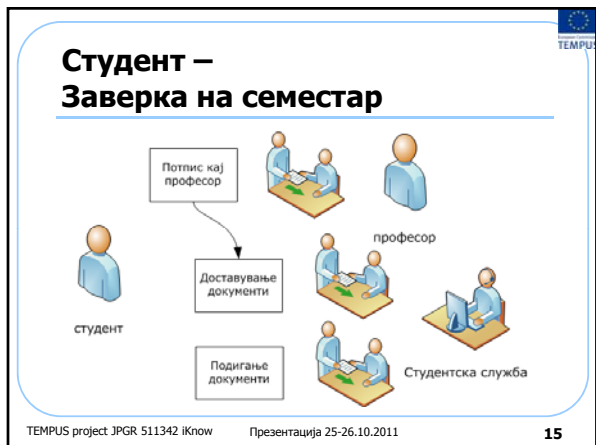 TEMPUS
Студент –
Заверка на семестар
Потпис кај
професор
професор
Доставување
документи
студент
Подигање
документи
Студентска служба
TEMPUS project JPGR 511342 iKnow
Презентација 25-26.10.2011
15